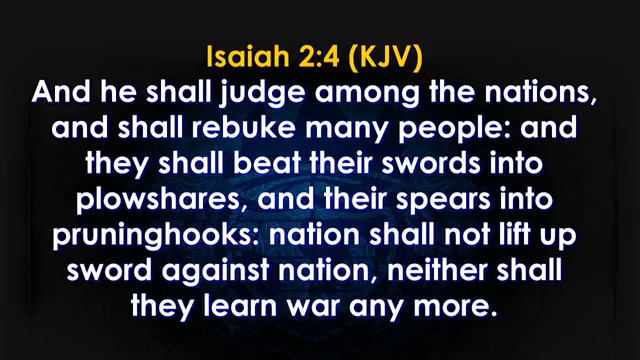 Isaiah 2:4 (KJV)
And he shall judge among the nations,
and shall rebuke many people: and
they shall beat their swords into
plowshares, and their spears into
pruninghooks: nation shall not lift up
sword against nation, neither shall
they learn war any more.